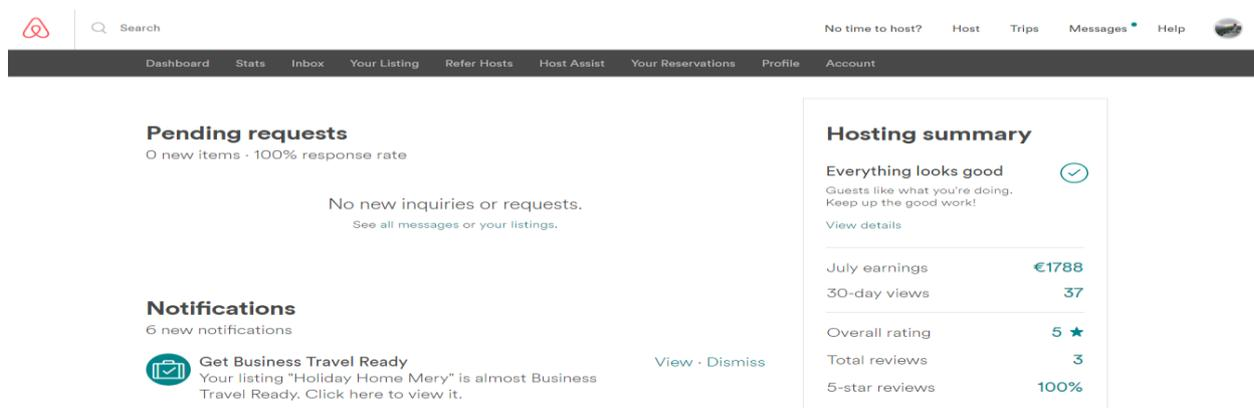 Search
No time to host? Host Trips Messages Help
Dashboard Stats Inbox Your Listing Refer Hosts Host Assist Your Reservations Profile Account
Pending requests
0 new items · 100% response rate
No new inquiries or requests.
See all messages or your listings.
Notifications
6 new notifications
Get Business Travel Ready
View · Dismiss
Your listing "Holiday Home Mery" is almost Business
Travel Ready. Click here to view it.
Hosting summary
Everything looks good
Guests like what you're doing.
Keep up the good work!
View details
July earnings €1788
30-day views 37
Overall rating 5 ★
Total reviews 3
5-star reviews 100%